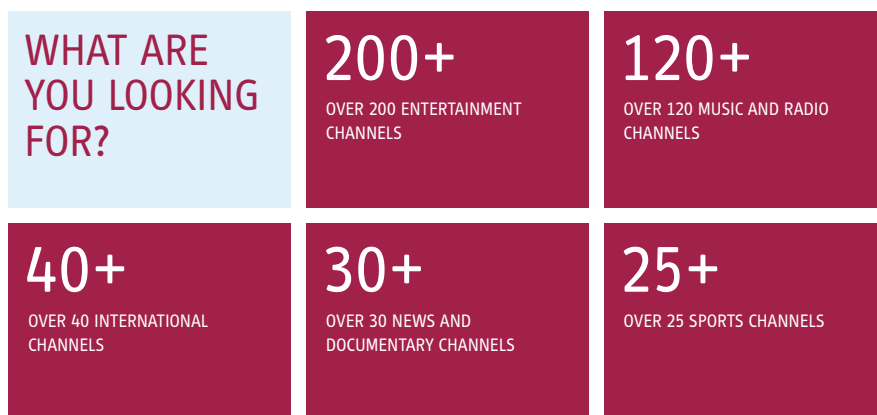 WHAT ARE
YOU LOOKING
FOR?
200+
OVER 200 ENTERTAINMENT
CHANNELS
120+
OVER 120 MUSIC AND RADIO
CHANNELS
40+
OVER 40 INTERNATIONAL
CHANNELS
30+
OVER 30 NEWS AND
DOCUMENTARY CHANNELS
25+
OVER 25 SPORTS CHANNELS